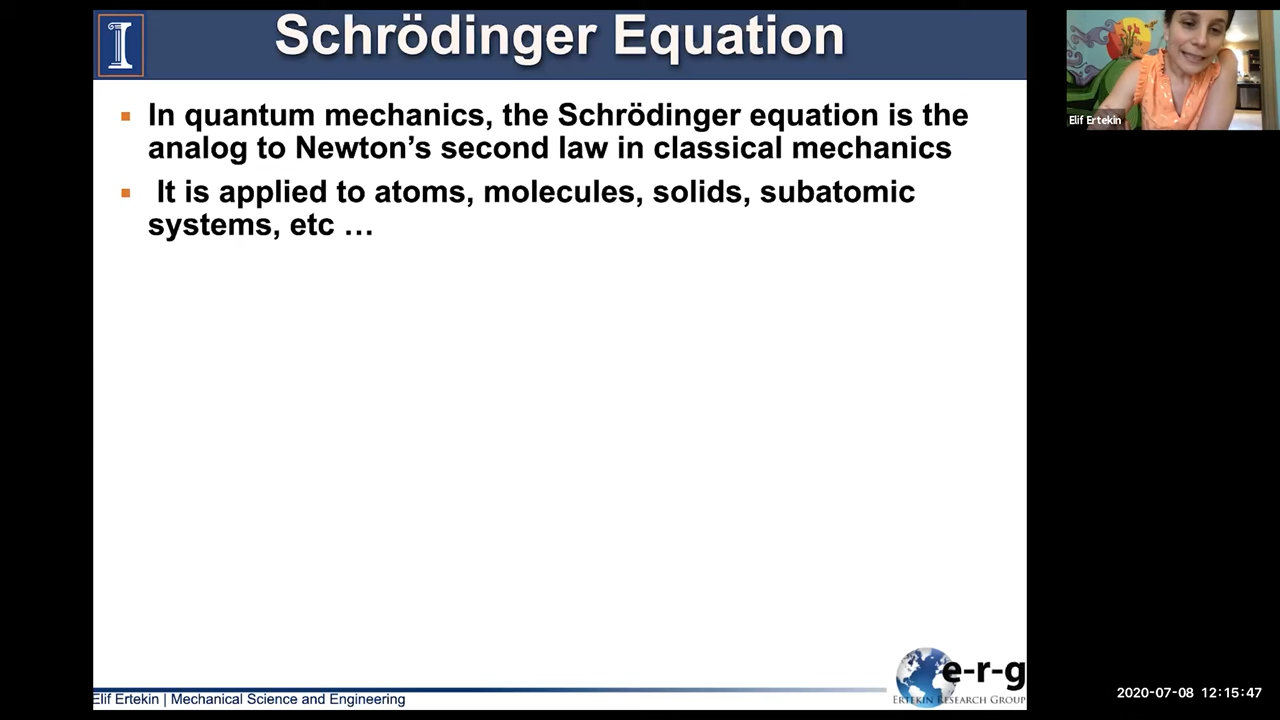 Schrödinger Equation
In quantum mechanics, the Schrödinger equation is the
analog to Newton’s second law in classical mechanics
It is applied to atoms, molecules, solids, subatomic
systems, etc …
Elif Ertekin
e-r-g
ERTEKIN RESEARCH GROUP
Elif Ertekin | Mechanical Science and Engineering
2020-07-08 12:15:47